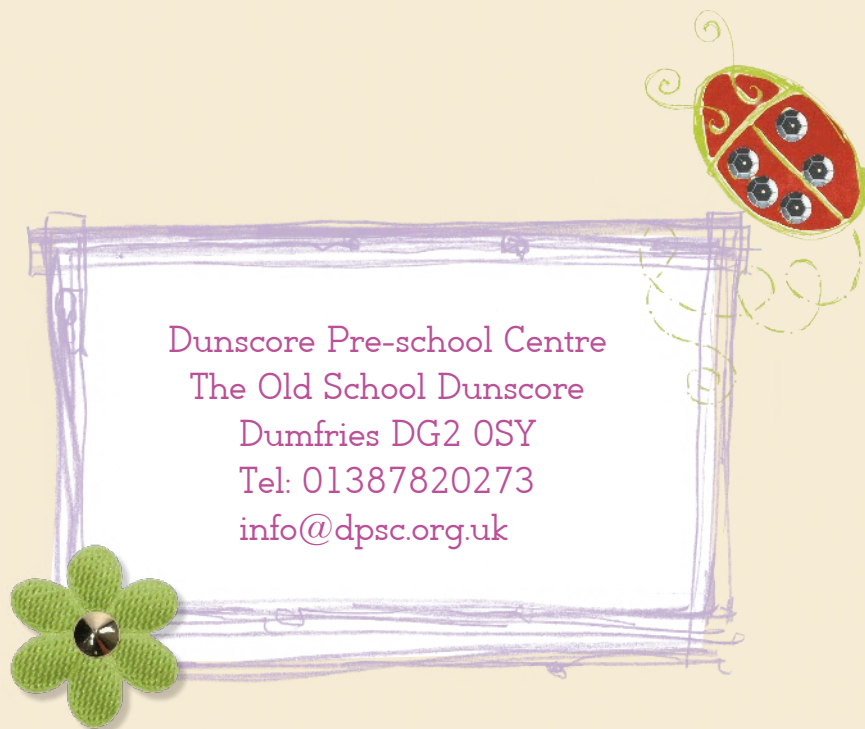 Dunscore Pre-school Centre
The Old School Dunscore
Dumfries DG2 0SY
Tel: 01387820273
info@dpsc.org.uk